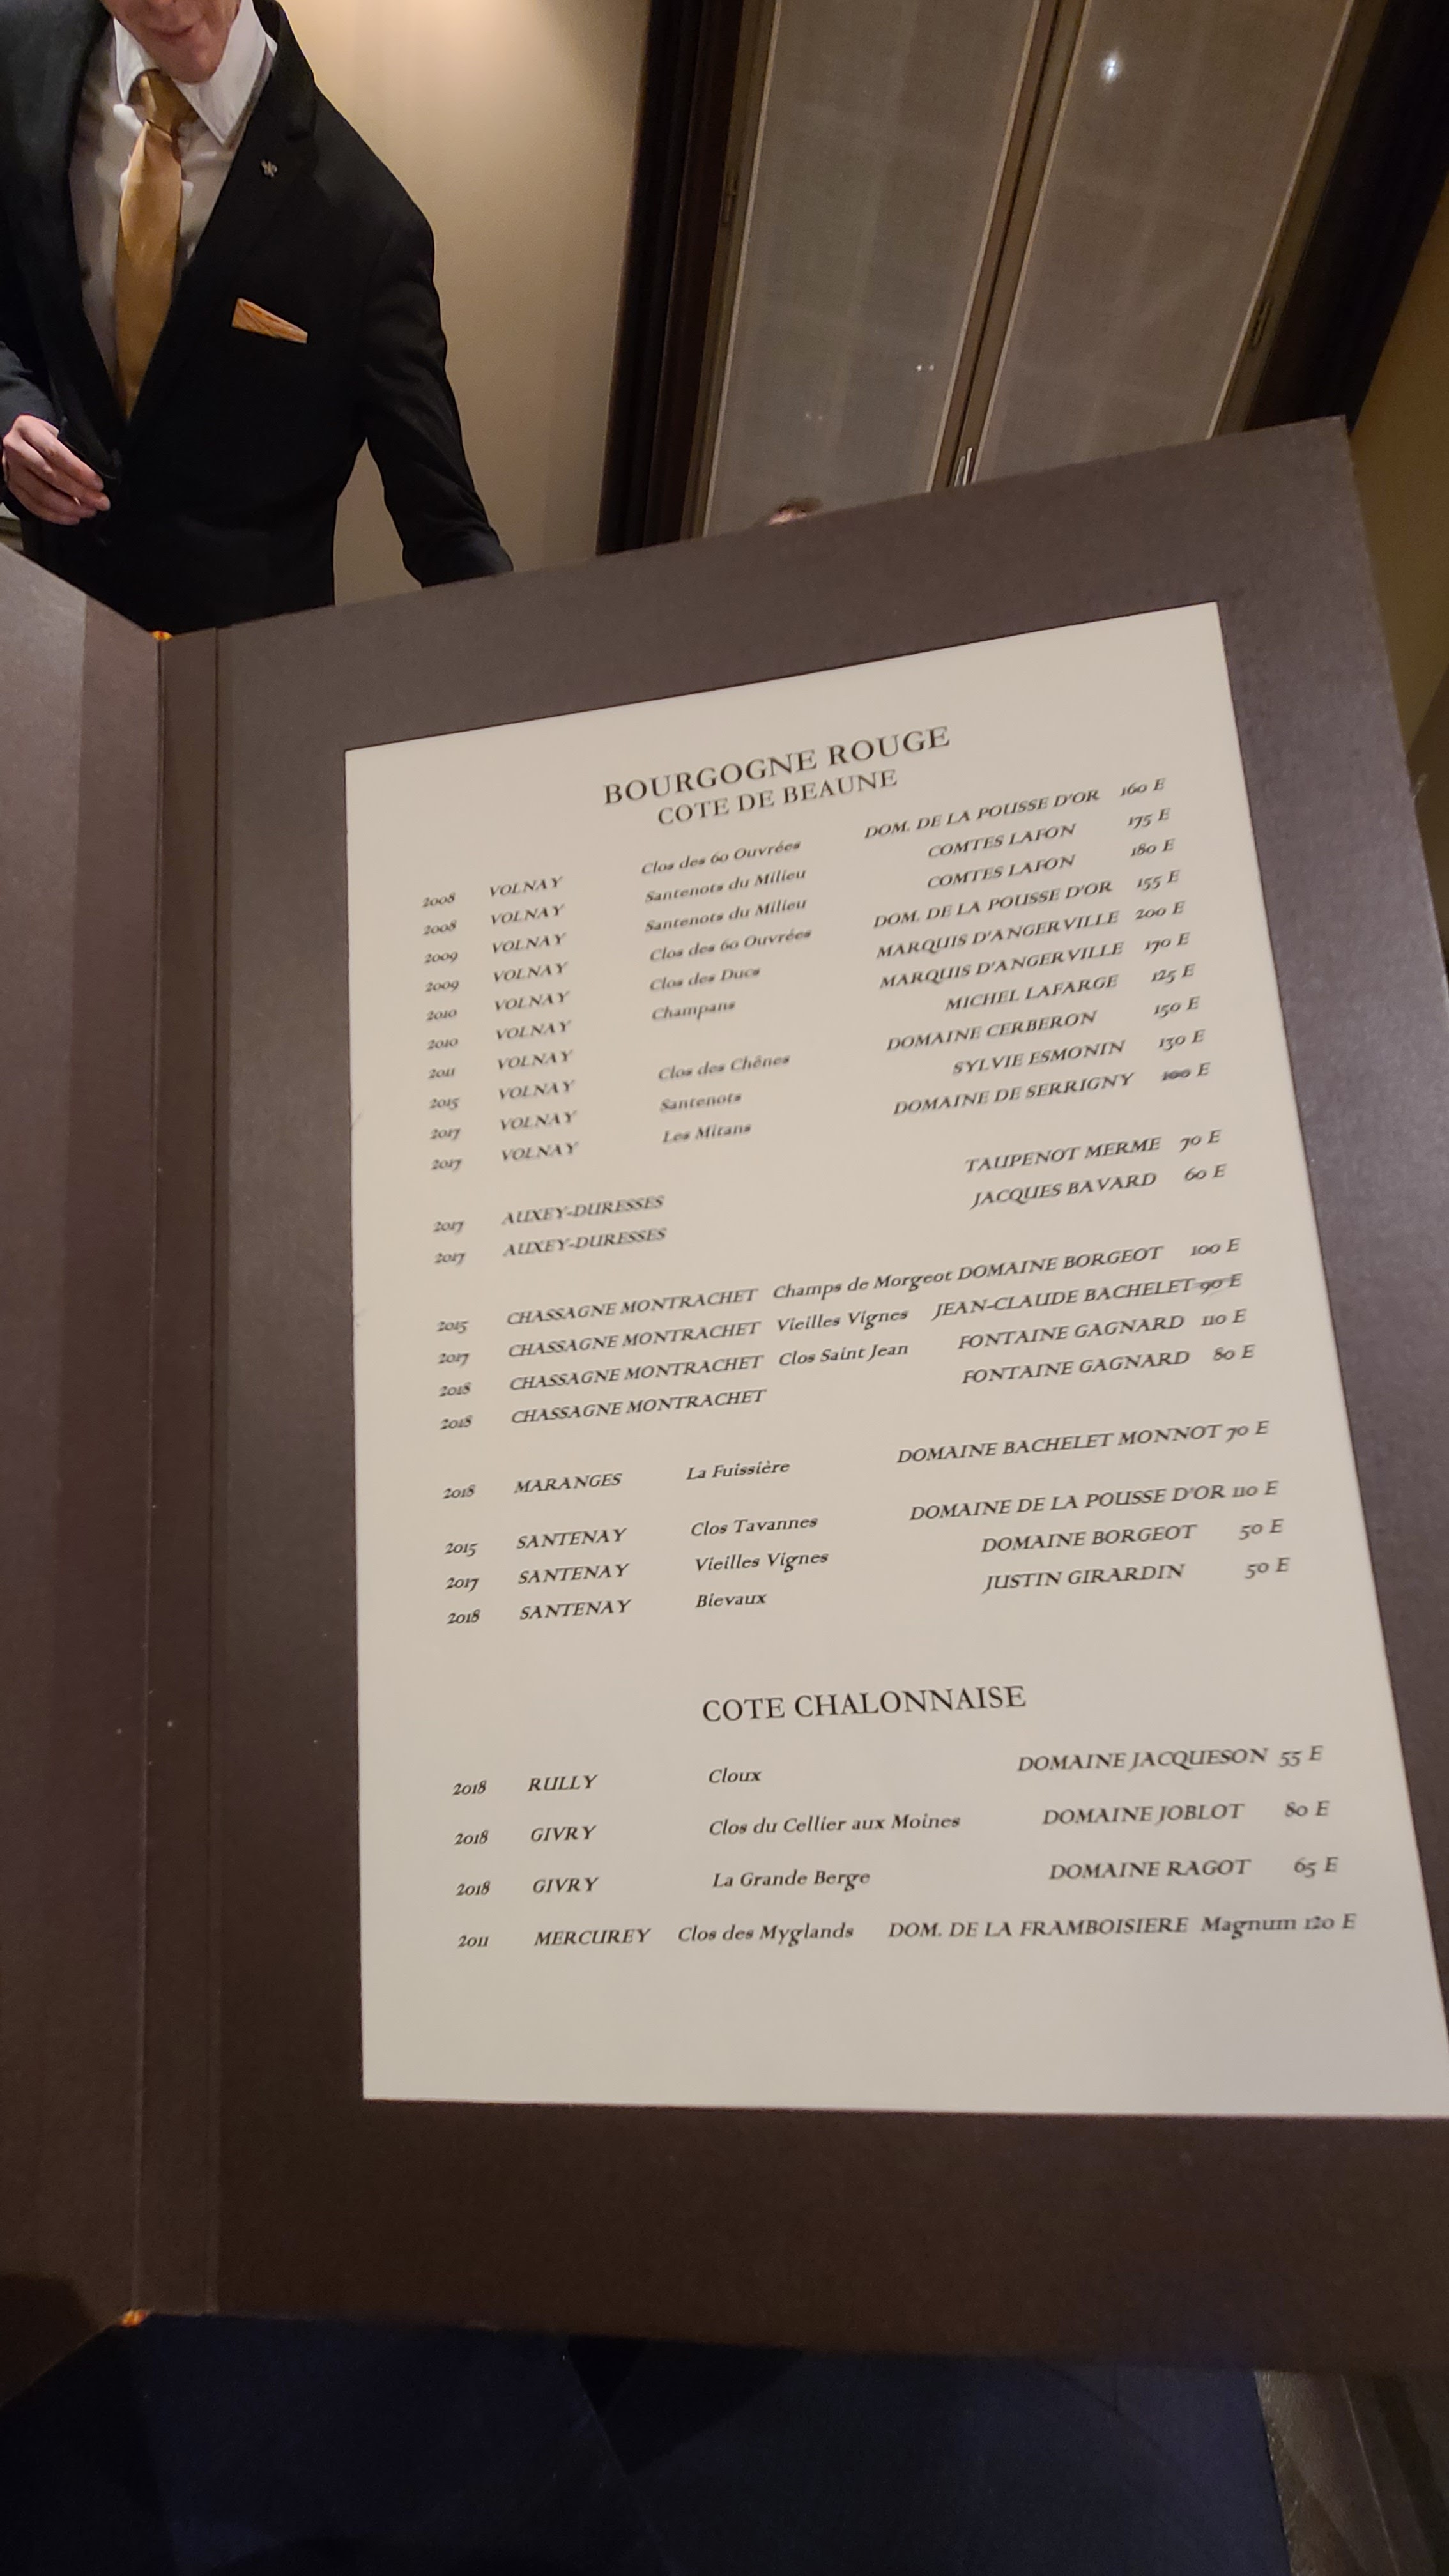 BOURGOGNE ROUGE
COTE DE BEAUNE
2008 VOLNAY Clos des 60 Ouvrées DOM. DE LA POUSSE D'OR 160 E
2008 VOLNAY Santenots du Milieu COMTES LAFON 175 E
2009 VOLNAY Santenots du Milieu COMTES LAFON 180 E
2009 VOLNAY Clos des 60 Ouvrées DOM. DE LA POUSSE D'OR 155 E
2010 VOLNAY Clos des Ducs MARQUIS D'ANGERVILLE 200 E
2010 VOLNAY Champans MARQUIS D'ANGERVILLE 170 E
2011 VOLNAY MICHEL LAFARGE 125 E
2015 VOLNAY Clos des Chênes DOMAINE CERBERON 150 E
2017 VOLNAY Santenots SYLVIE ESMONIN 130 E
2017 VOLNAY Les Mitans DOMAINE DE SERRIGNY 100 E
2017 AUXEY-DURESSES TAUPENOT MERME 70 E
2017 AUXEY-DURESSES JACQUES BAVARD 60 E
2015 CHASSAGNE MONTRACHET Champs de Morgeot DOMAINE BORGEOT 100 E
2017 CHASSAGNE MONTRACHET Vieilles Vignes JEAN-CLAUDE BACHELET 90 E
2018 CHASSAGNE MONTRACHET Clos Saint Jean FONTAINE GAGNARD 110 E
2018 CHASSAGNE MONTRACHET FONTAINE GAGNARD 80 E
2018 MARANGES La Fuissière DOMAINE BACHELET MONNOT 70 E
2015 SANTENAY Clos Tavannes DOMAINE DE LA POUSSE D'OR 110 E
2017 SANTENAY Vieilles Vignes DOMAINE BORGEOT 50 E
2018 SANTENAY Bievaux JUSTIN GIRARDIN 50 E
COTE CHALONNAISE
2018 RULLY Cloux DOMAINE JACQUESON 55 E
2018 GIVRY Clos du Cellier aux Moines DOMAINE JOBLOT 80 E
2018 GIVRY La Grande Berge DOMAINE RAGOT 65 E
2011 MERCUREY Clos des Myglands DOM. DE LA FRAMBOISIERE Magnum 120 E